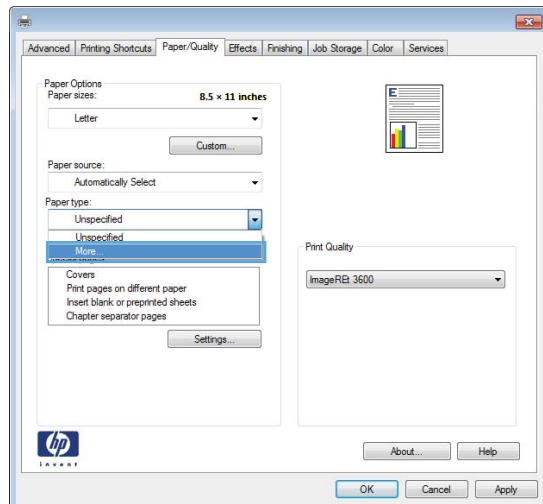 Advanced Printing Shortcuts Paper/Quality Effects Finishing Job Storage Color Services
Paper Options
Paper sizes: 8.5 × 11 inches
Letter
Custom...
Paper source:
Automatically Select
Paper type:
Unspecified
Unspecified
More...
Covers
Print pages on different paper
Insert blank or preprinted sheets
Chapter separator pages
Settings...
E
Print Quality
ImageREt 3600
hp
invent
About... Help
OK Cancel Apply